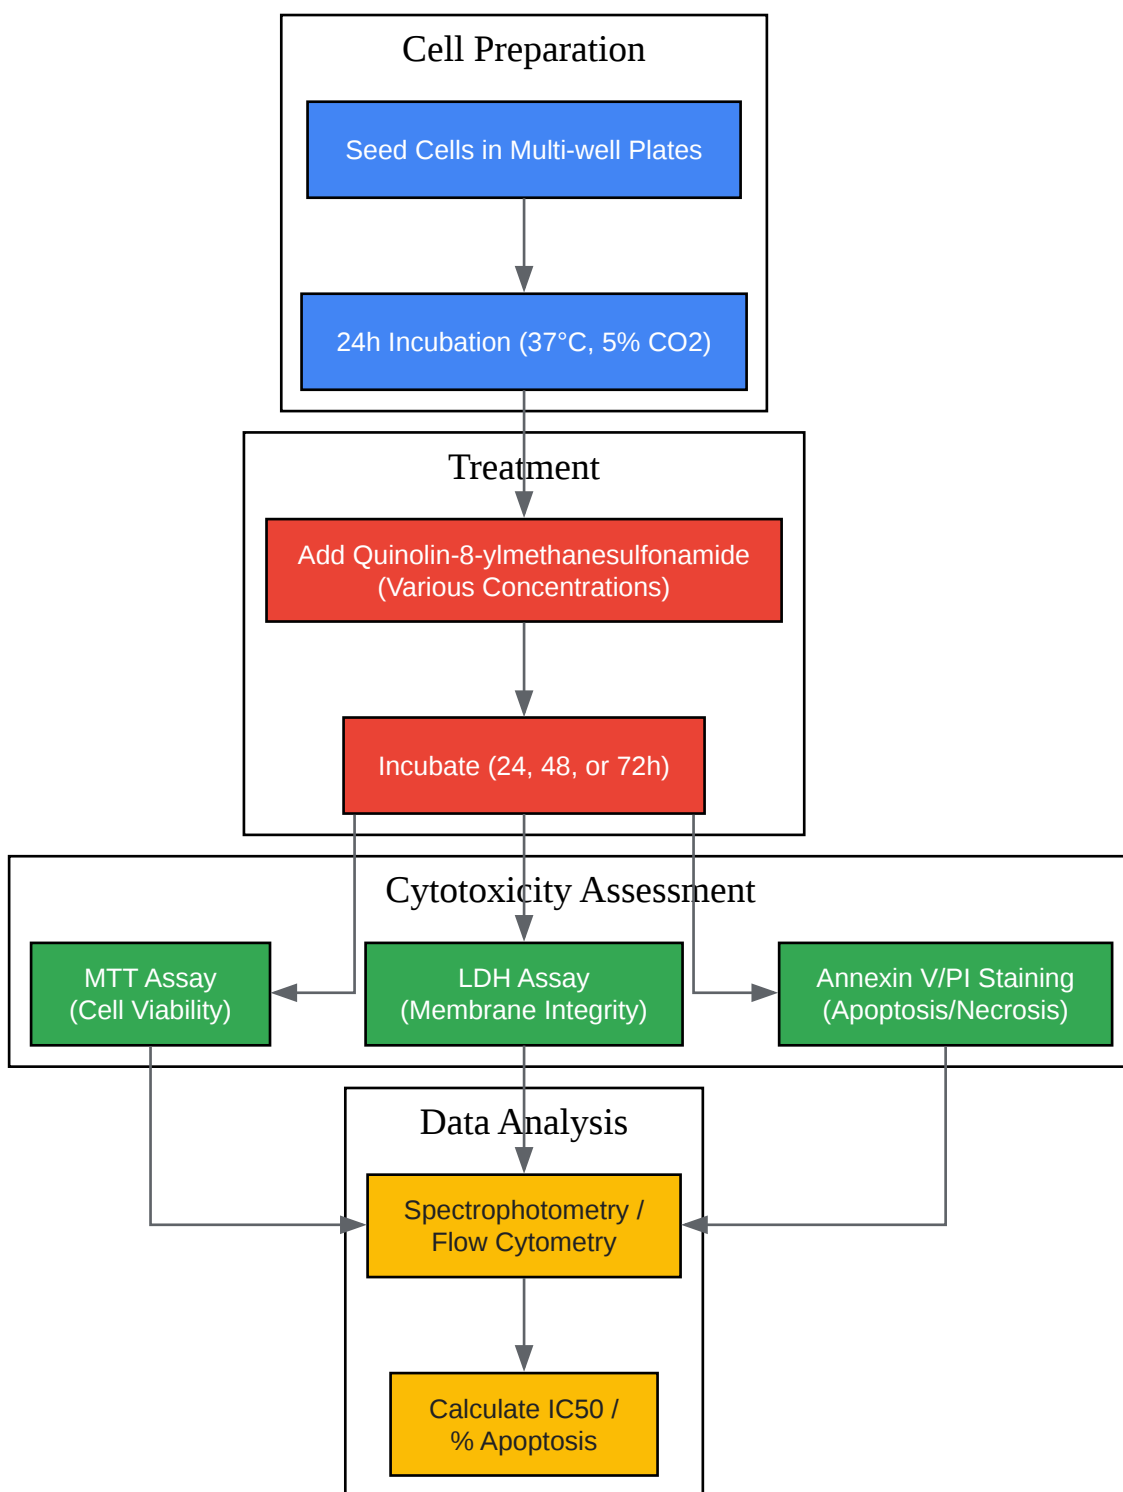 Cell Preparation
Seed Cells in Multi-well Plates
24h Incubation (37°C, 5% CO2)
Treatment
Add Quinolin-8-ylmethanesulfonamide
(Various Concentrations)
Incubate (24, 48, or 72h)
Cytotoxicity Assessment
MTT Assay
(Cell Viability)
LDH Assay
(Membrane Integrity)
Annexin V/PI Staining
(Apoptosis/Necrosis)
Data Analysis
Spectrophotometry /
Flow Cytometry
Calculate IC50 /
% Apoptosis